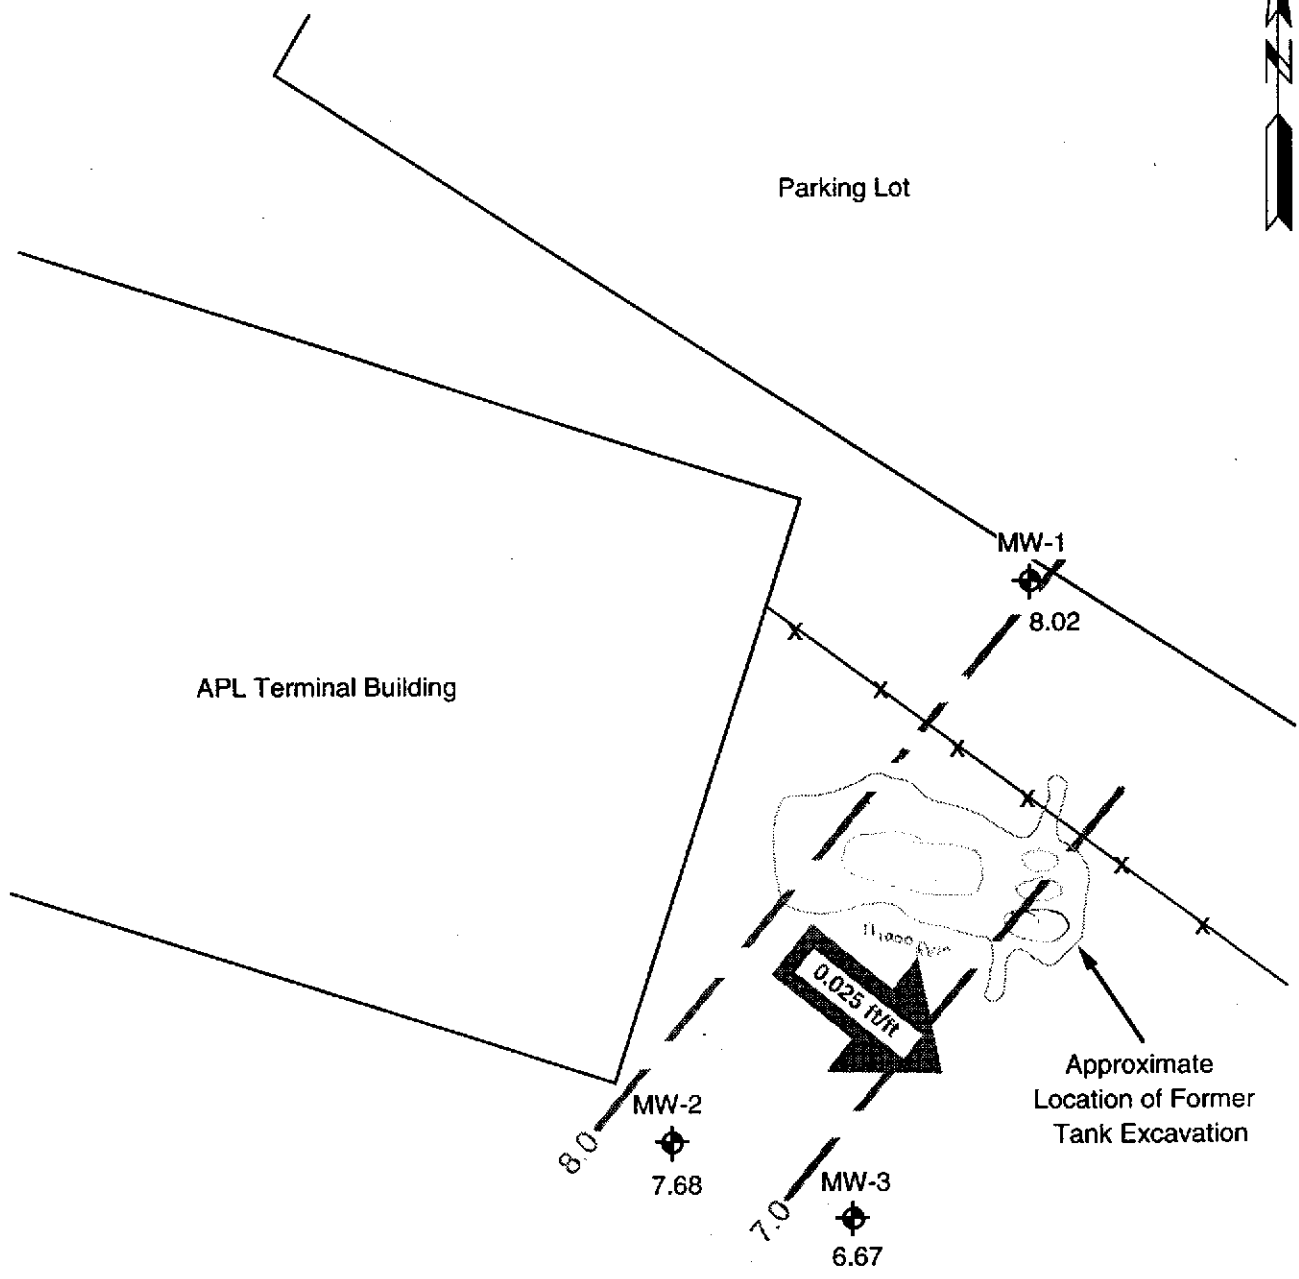 N
Parking Lot
MW-1
8.02
APL Terminal Building
0.025 ft/ft
Approximate
Location of Former
Tank Excavation
MW-2
7.68
8.0
MW-3
6.67
7.0